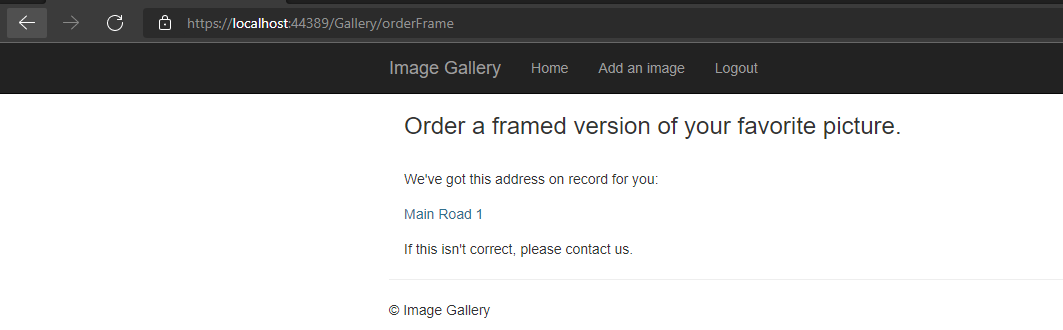 https://localhost:44389/Gallery/orderFrame
Image Gallery Home Add an image Logout
Order a framed version of your favorite picture.
We've got this address on record for you:
Main Road 1
If this isn't correct, please contact us.
© Image Gallery